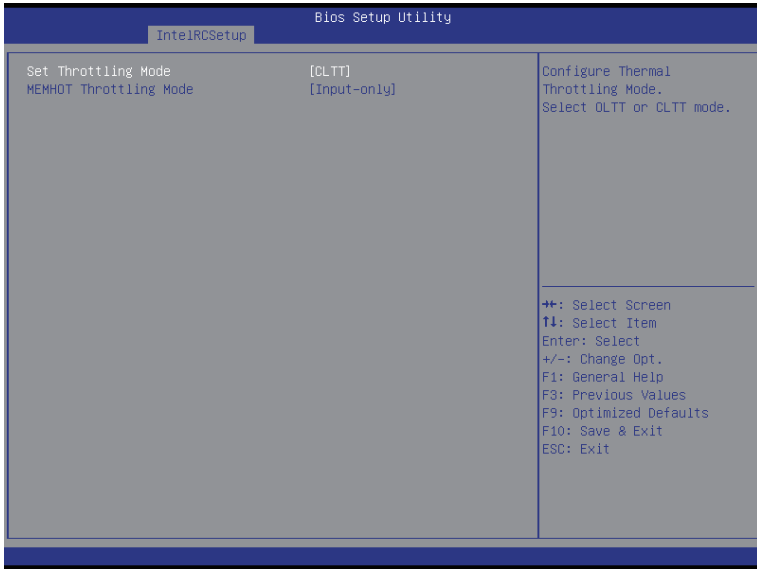 Bios Setup Utility
IntelRCSetup
Set Throttling Mode [CLTT]
MEMHOT Throttling Mode [Input-only]
Configure Thermal
Throttling Mode.
Select OLTT or CLTT mode.
→←: Select Screen
↑↓: Select Item
Enter: Select
+/-: Change Opt.
F1: General Help
F3: Previous Values
F9: Optimized Defaults
F10: Save & Exit
ESC: Exit